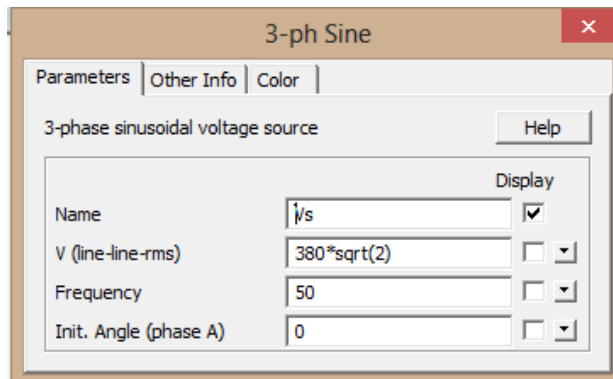 3-ph Sine
Parameters Other Info Color
3-phase sinusoidal voltage source Help
Display
Name Vs
V (line-line-rms) 380*sqrt(2)
Frequency 50
Init. Angle (phase A) 0